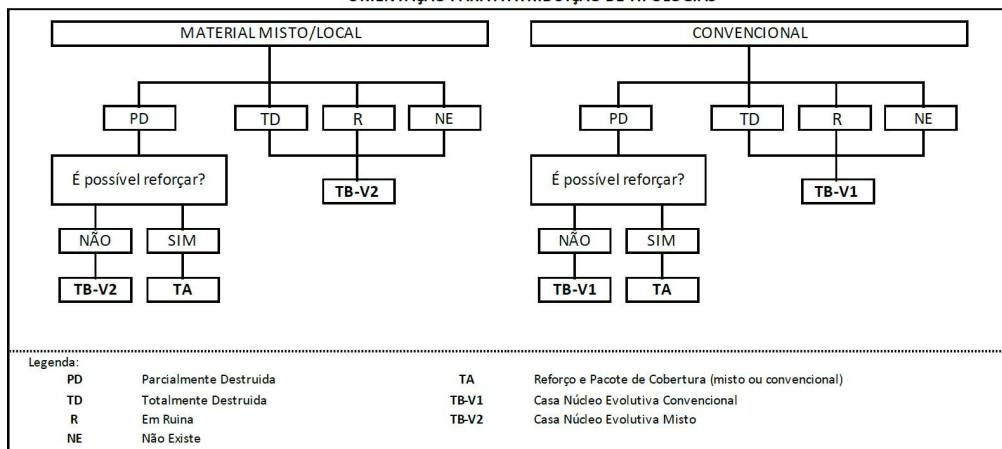 MATERIAL MISTO/LOCAL CONVENCIONAL
PD TD R NE PD TD R NE
É possível reforçar? TB-V2 É possível reforçar? TB-V1
NÃO SIM NÃO SIM
TB-V2 TA TB-V1 TA
Legenda:
PD Parcialmente Destruida TA Reforço e Pacote de Cobertura (misto ou convencional)
TD Totalmente Destruida TB-V1 Casa Núcleo Evolutiva Convencional
R Em Ruina TB-V2 Casa Núcleo Evolutiva Misto
NE Não Existe